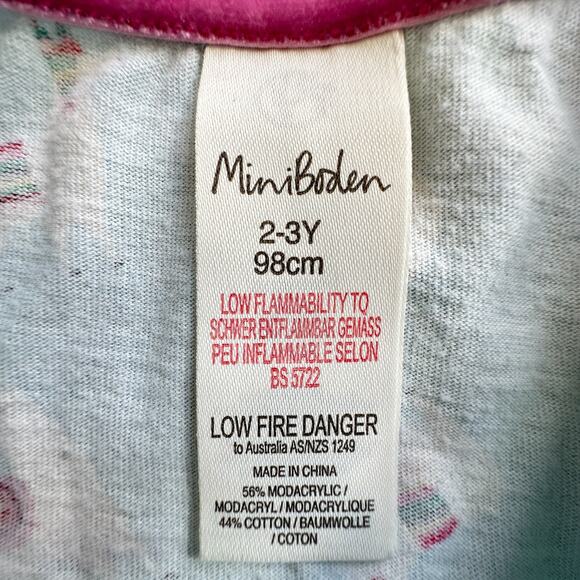 MiniBoden
2-3Y
98cm
LOW FLAMMABILITY TO
SCHWER ENTFLAMMBAR GEMASS
PEU INFLAMMABLE SELON
BS 5722
LOW FIRE DANGER
to Australia AS/NZS 1249
MADE IN CHINA
56% MODACRYLIC /
MODACRYL / MODACRYLIQUE
44% COTTON / BAUMWOLLE
/ COTON